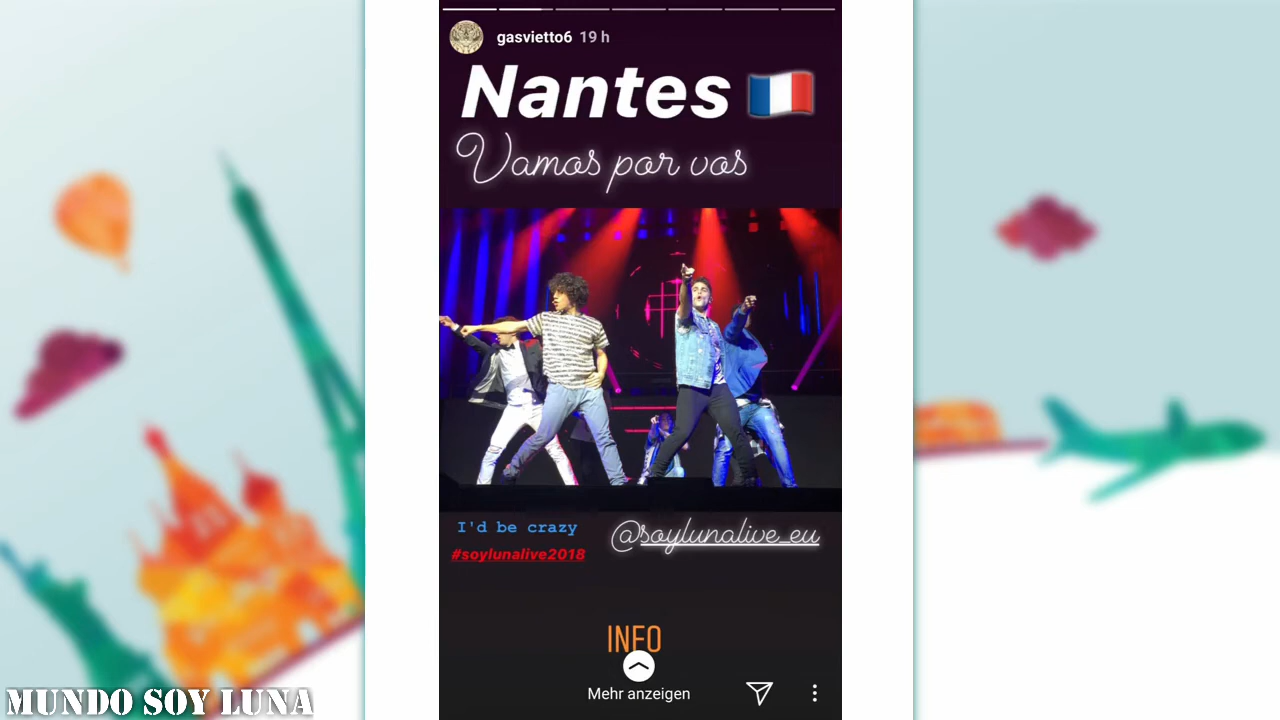 gasvietto6 19 h
Nantes 🇫🇷
Vamos por vos
I'd be crazy
#soylunalive2018
@soylunalive_eu
INFO
Mehr anzeigen
MUNDO SOY LUNA